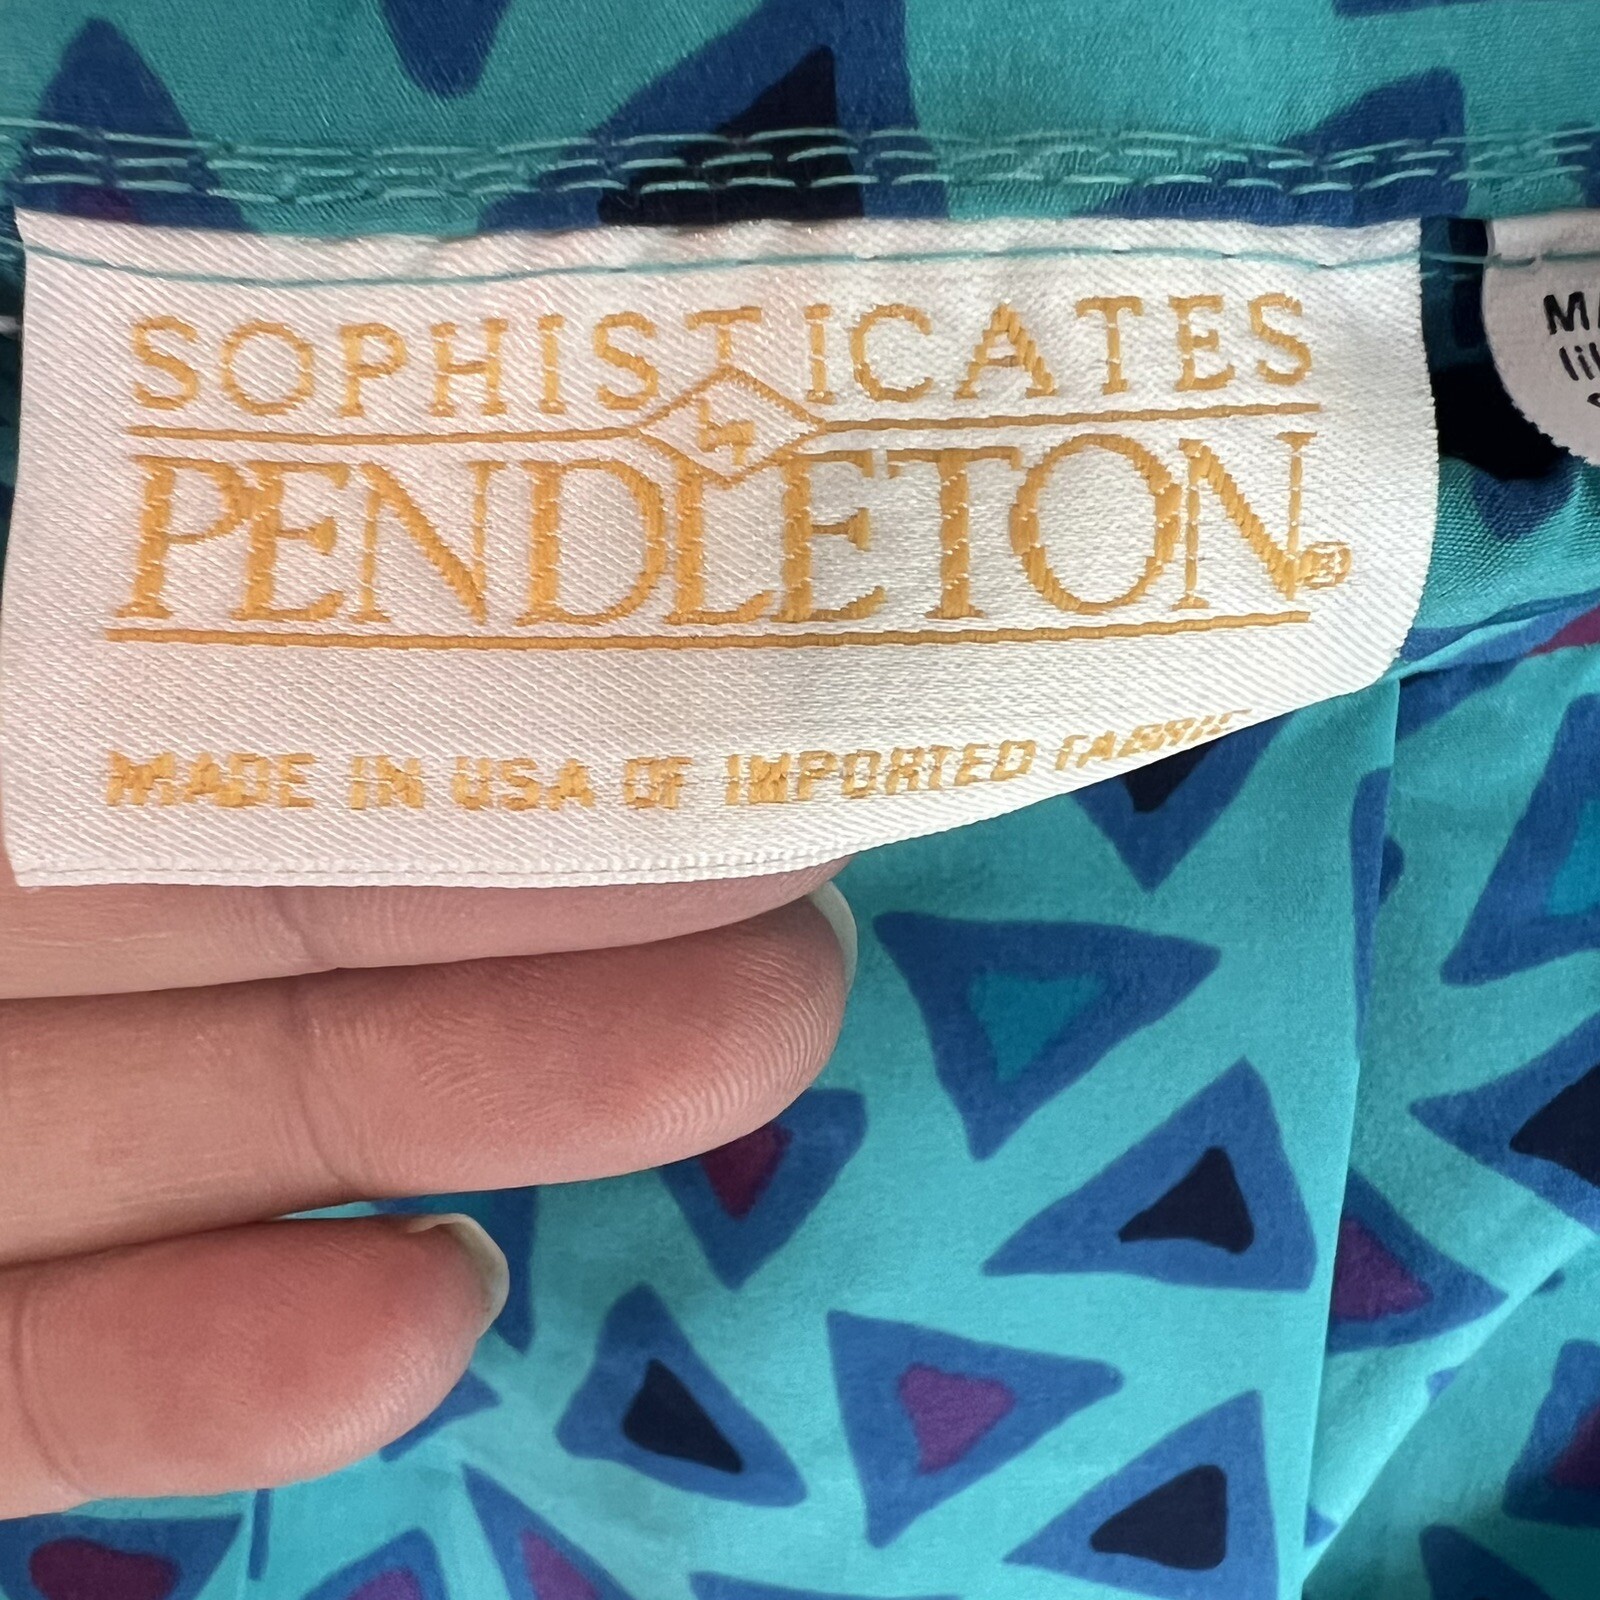 SOPHISTICATES
PENDLETON®
MADE IN USA OF IMPORTED FABRIC